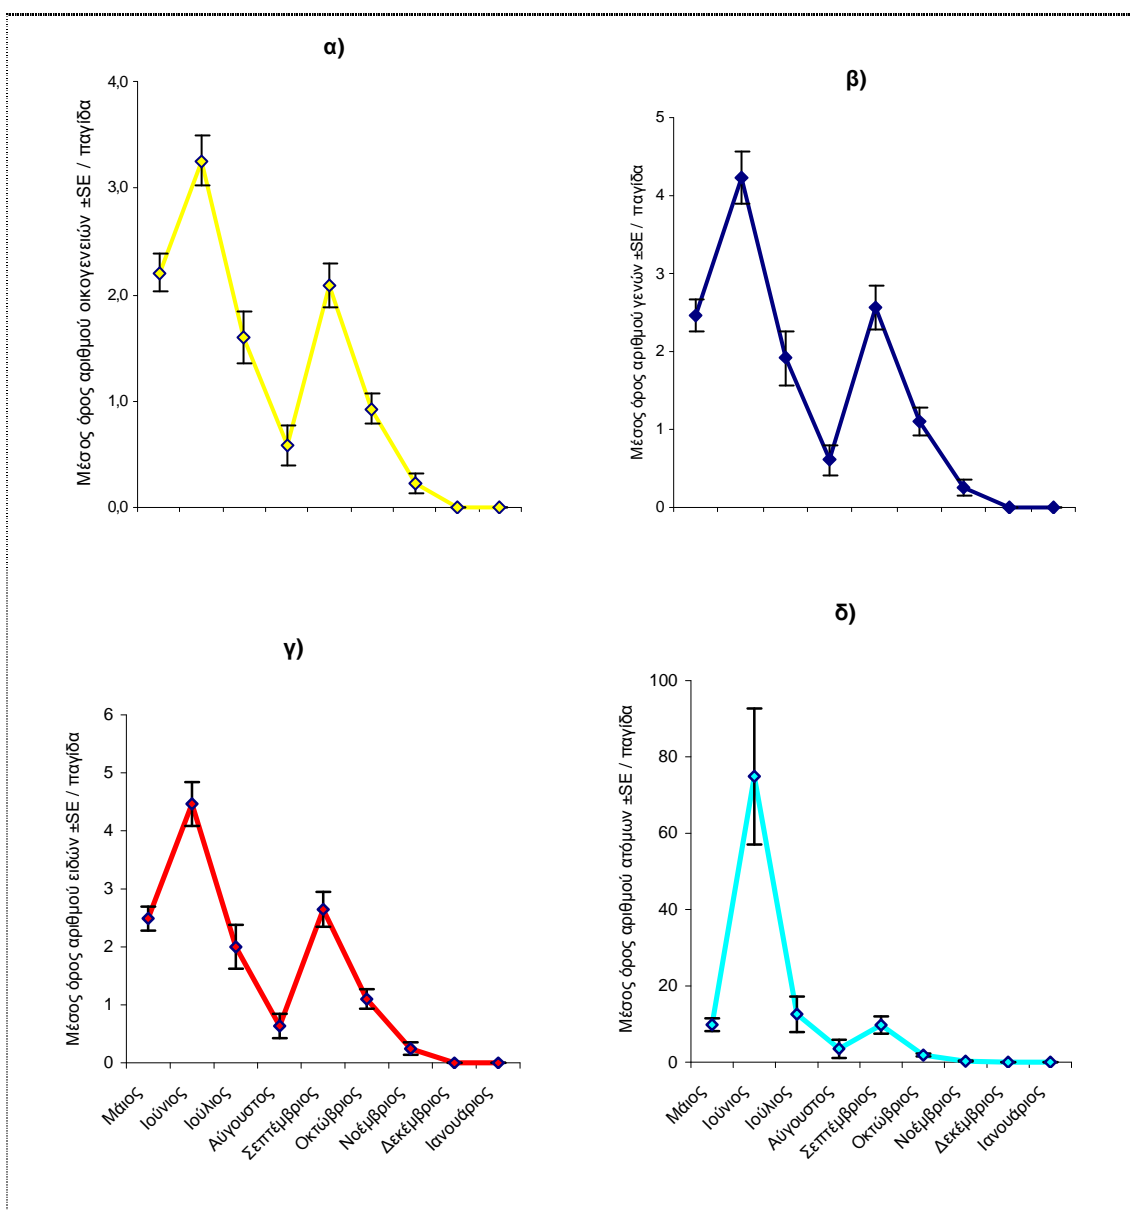 α)
Μέσος όρος αριθμού οικογενειών ±SE / παγίδα
4,0
3,0
2,0
1,0
0,0
β)
Μέσος όρος αριθμού γενών ±SE / παγίδα
5
4
3
2
1
0
γ)
Μέσος όρος αριθμού ειδών ±SE / παγίδα
6
5
4
3
2
1
0
Μάιος
Ιούνιος
Ιούλιος
Αύγουστος
Σεπτέμβριος
Οκτώβριος
Νοέμβριος
Δεκέμβριος
Ιανουάριος
δ)
Μέσος όρος αριθμού ατόμων ±SE / παγίδα
100
80
60
40
20
0
Μάιος
Ιούνιος
Ιούλιος
Αύγουστος
Σεπτέμβριος
Οκτώβριος
Νοέμβριος
Δεκέμβριος
Ιανουάριος